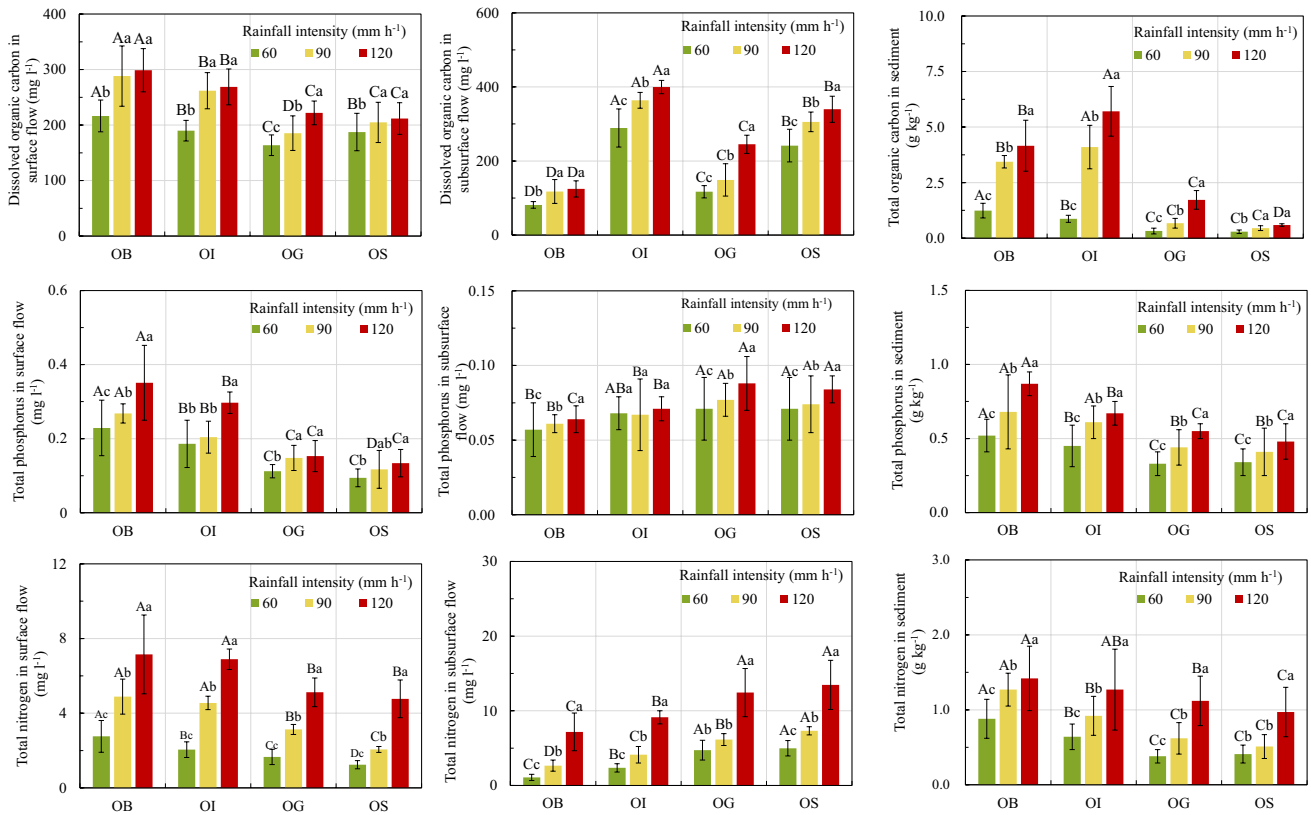 Dissolved organic carbon in
surface flow (mg l-1)
400
300
200
100
0
Rainfall intensity (mm h-1)
60 90 120
Ab Aa Aa
Bb Ba Ba
Cc Db Ca
Bb Ba Ca
OB OI OG OS
Dissolved organic carbon in
subsurface flow (mg l-1)
600
400
200
0
Rainfall intensity (mm h-1)
60 90 120
Db Da Da
Ac Ab Aa
Cc Cb Ca
Bc Bb Ba
OB OI OG OS
Total organic carbon in sediment
(g kg-1)
10.0
7.5
5.0
2.5
0.0
Rainfall intensity (mm h-1)
60 90 120
Ac Bb Ba
Bc Ab Aa
Cc Cb Ca
Cb Ca Da
OB OI OG OS
Total phosphorus in surface flow
(mg l-1)
0.6
0.4
0.2
0
Rainfall intensity (mm h-1)
60 90 120
Ac Ab Aa
Bb Bb Ba
Cb Ca Ca
Cb Dab Ca
OB OI OG OS
Total phosphorus in subsurface
flow (mg l-1)
0.15
0.10
0.05
0.00
Rainfall intensity (mm h-1)
60 90 120
Bc Bb Ca
ABa Ba Ba
Ac Ab Aa
Ac Ab Aa
OB OI OG OS
Total phosphorus in sediment
(g kg-1)
1.5
1.0
0.5
0.0
Rainfall intensity (mm h-1)
60 90 120
Ac Ab Aa
Bc Ab Ba
Cc Bb Ca
Cc Bb Ca
OB OI OG OS
Total nitrogen in surface flow
(mg l-1)
12
8
4
0
Rainfall intensity (mm h-1)
60 90 120
Ac Ab Aa
Bc Ab Aa
Cc Bb Ba
Dc Cb Ba
OB OI OG OS
Total nitrogen in subsurface flow
(mg l-1)
30
20
10
0
Rainfall intensity (mm h-1)
60 90 120
Cc Db Ca
Bc Cb Ba
Ab Bb Aa
Ac Ab Aa
OB OI OG OS
Total nitrogen in sediment
(g kg-1)
3.0
2.0
1.0
0.0
Rainfall intensity (mm h-1)
60 90 120
Ac Ab Aa
Bc Bb ABa
Cc Cb Ba
Cc Cb Ca
OB OI OG OS